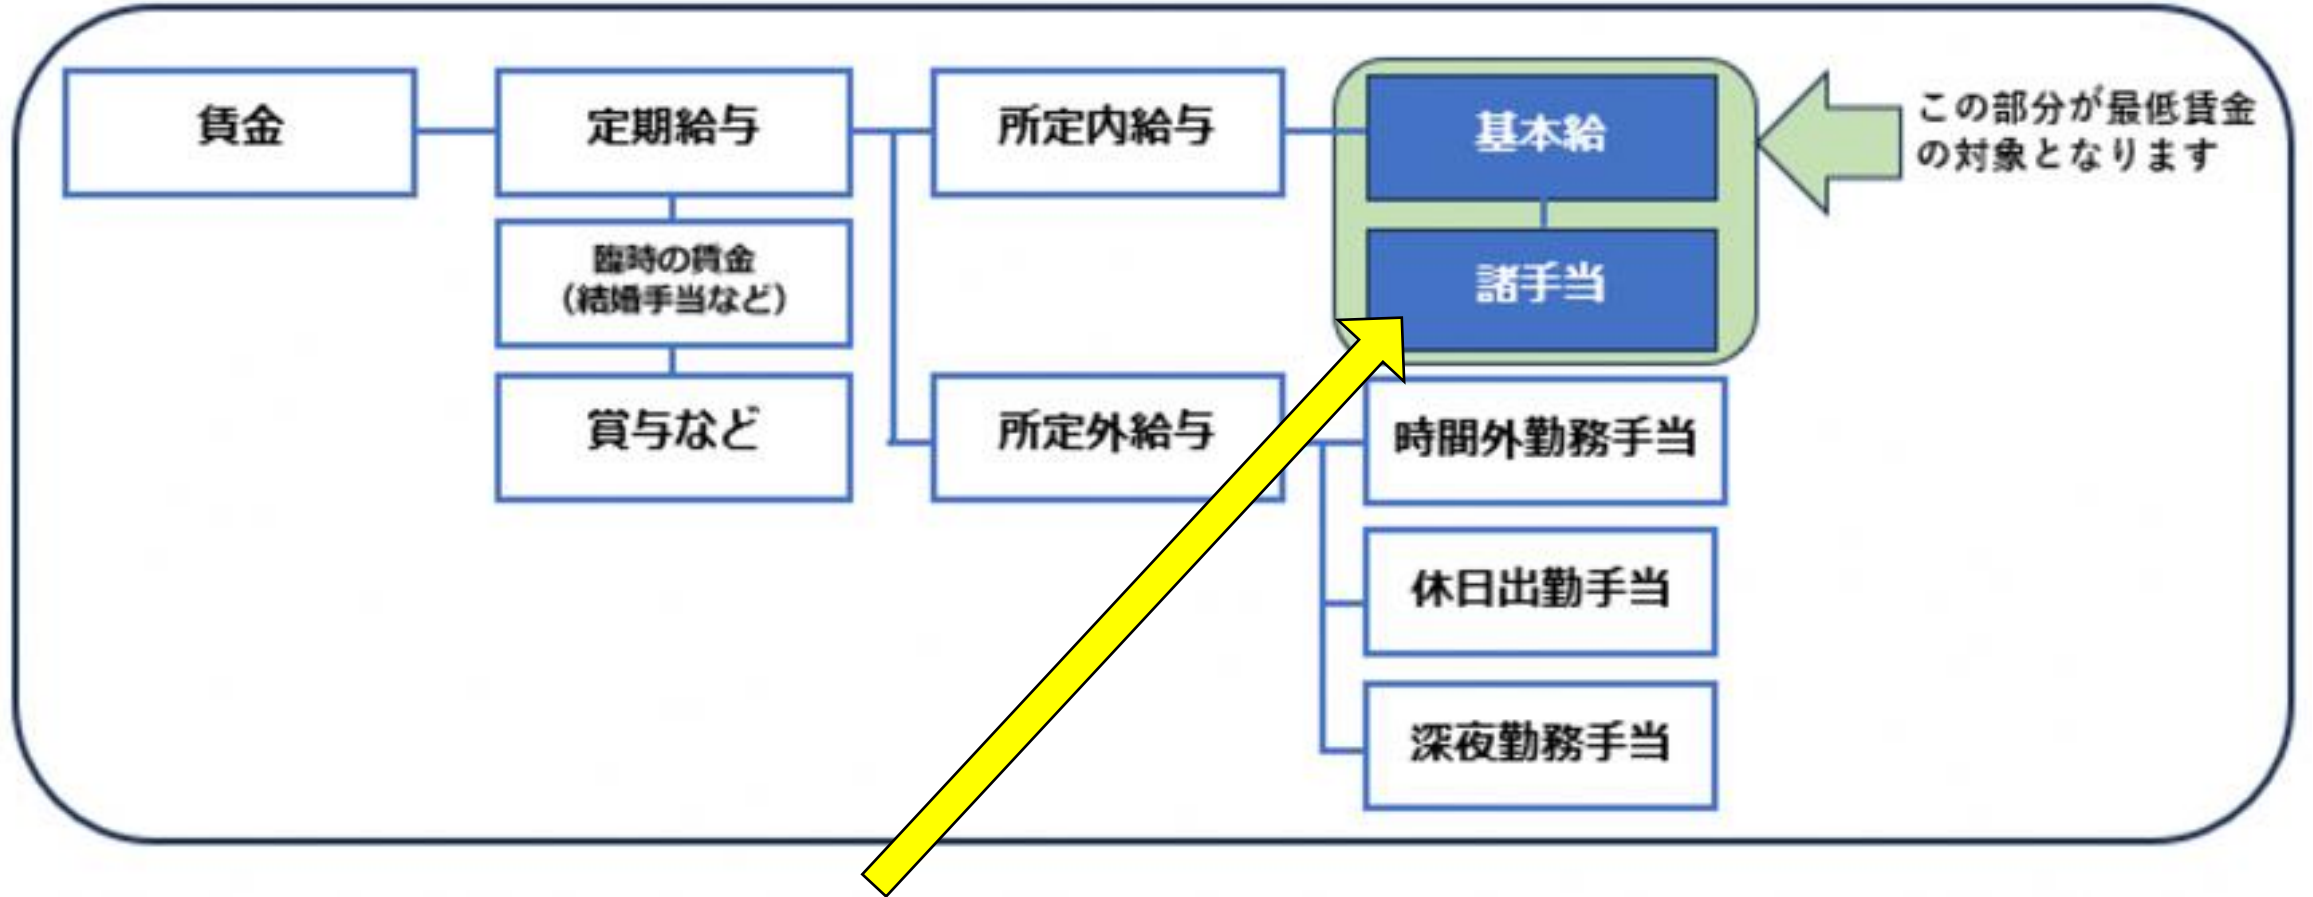 賃金
定期給与
所定内給与
基本給
この部分が最低賃金
の対象となります
臨時の賃金
（結婚手当など）
諸手当
賞与など
所定外給与
時間外勤務手当
休日出勤手当
深夜勤務手当